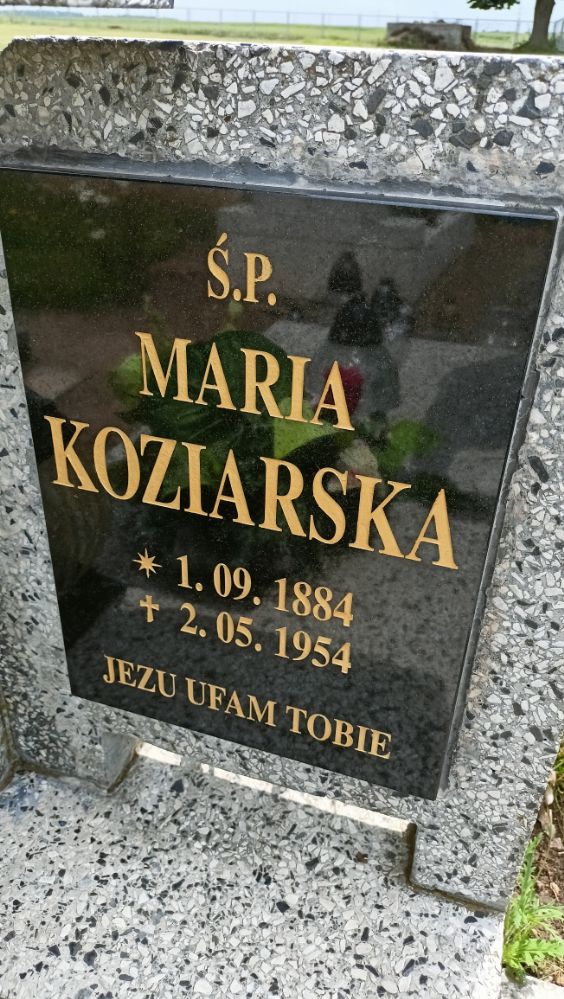 Ś.P.
MARIA
KOZIARSKA
* 1. 09. 1884
✝ 2. 05. 1954
JEZU UFAM TOBIE